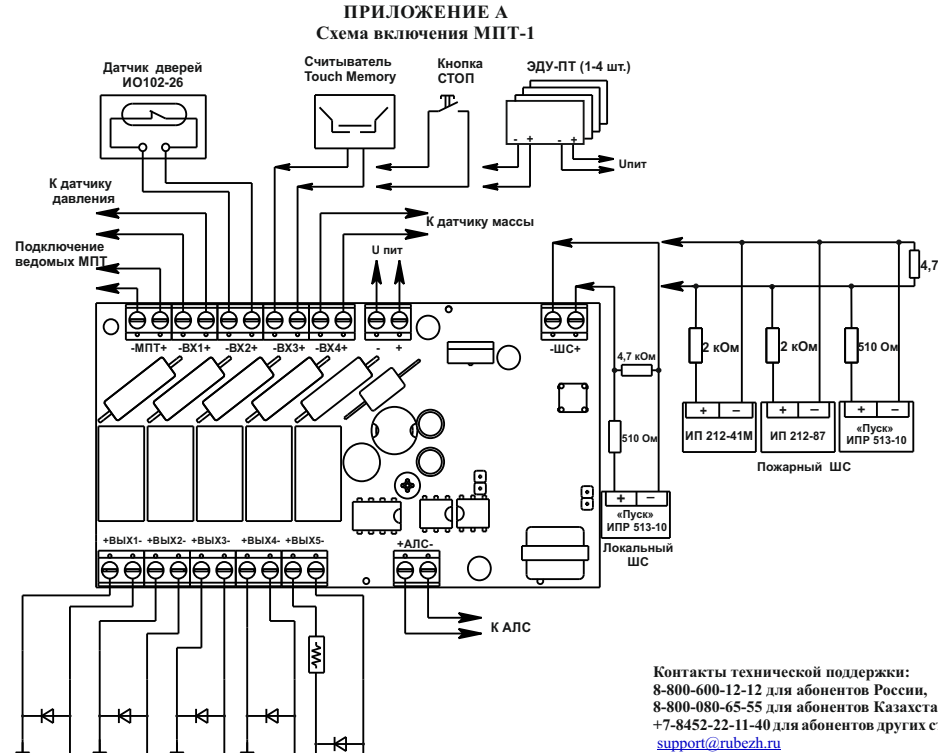 ПРИЛОЖЕНИЕ А
Схема включения МПТ-1
Датчик дверей
ИО102-26
Считыватель
Touch Memory
Кнопка
СТОП
ЭДУ-ПТ (1-4 шт.)
- + - +
Uпит
К датчику
давления
К датчику массы
Подключение
ведомых МПТ
U пит
4,7
-МПТ+ -ВХ1+ -ВХ2+ -ВХ3+ -ВХ4+ - + -ШС+
4,7 кОм
2 кОм
2 кОм
510 Ом
+ –
ИП 212-41М
+ –
ИП 212-87
+ –
«Пуск»
ИПР 513-10
Пожарный ШС
510 Ом
+ –
«Пуск»
ИПР 513-10
Локальный
ШС
+ВЫХ1- +ВЫХ2- +ВЫХ3- +ВЫХ4- +ВЫХ5- +АЛС-
К АЛС
Контакты технической поддержки:
8-800-600-12-12 для абонентов России,
8-800-080-65-55 для абонентов Казахста
+7-8452-22-11-40 для абонентов других
support@rubezh.ru